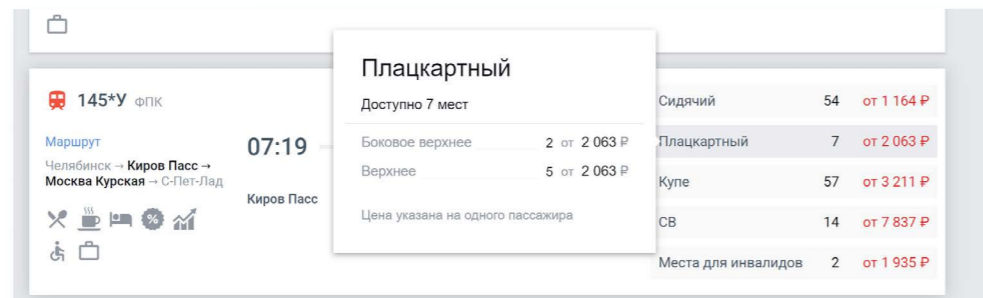 145*У ФПК
Маршрут
Челябинск → Киров Пасс →
Москва Курская → С-Пет-Лад
07:19
Киров Пасс
Плацкартный
Доступно 7 мест
Боковое верхнее 2 от 2 063 ₽
Верхнее 5 от 2 063 ₽
Цена указана на одного пассажира
Сидячий 54 от 1 164 ₽
Плацкартный 7 от 2 063 ₽
Купе 57 от 3 211 ₽
СВ 14 от 7 837 ₽
Места для инвалидов 2 от 1 935 ₽